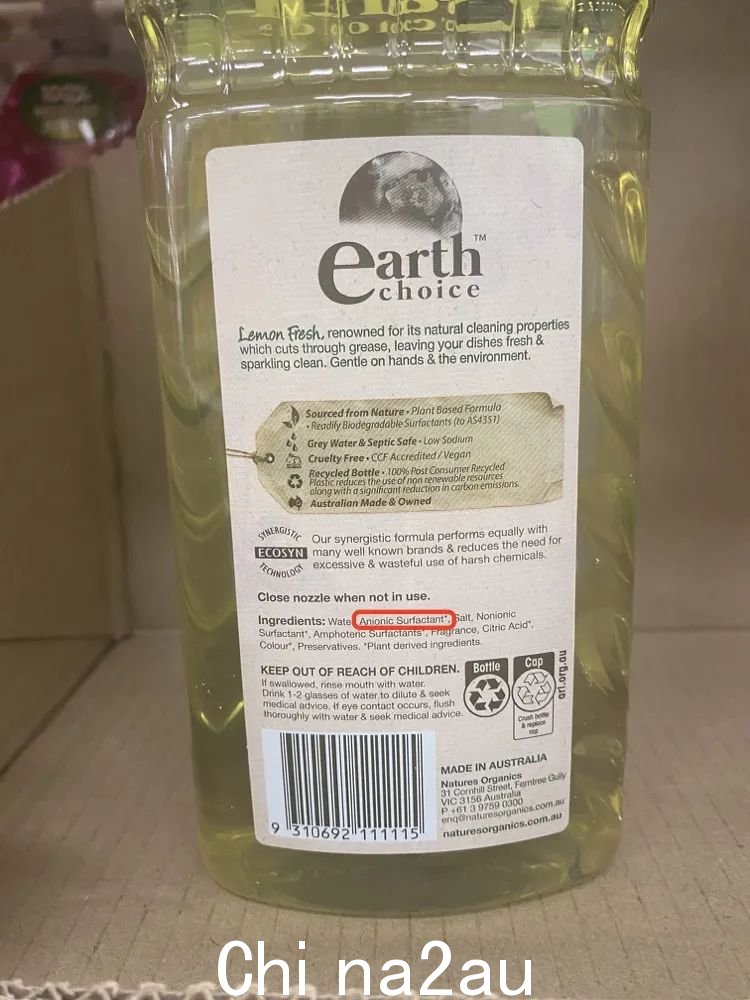 100%
earth™
choice
Lemon Fresh, renowned for its natural cleaning properties
which cuts through grease, leaving your dishes fresh &
sparkling clean. Gentle on hands & the environment.
Sourced from Nature • Plant Based Formula
• Readily Biodegradable Surfactants (to AS4351)
Grey Water & Septic Safe • Low Sodium
Cruelty Free • CCF Accredited / Vegan
Recycled Bottle • 100% Post Consumer Recycled
Plastic reduces the use of non renewable resources
along with a significant reduction in carbon emissions.
Australian Made & Owned
SYNERGISTIC
ECOSYN
TECHNOLOGY
Our synergistic formula performs equally with
many well known brands & reduces the need for
excessive & wasteful use of harsh chemicals.
Close nozzle when not in use.
Ingredients: Wate Anionic Surfactant*, Salt, Nonionic
Surfactant*, Amphoteric Surfactants*, Fragrance, Citric Acid*,
Colour*, Preservatives. *Plant derived ingredients.
KEEP OUT OF REACH OF CHILDREN.
If swallowed, rinse mouth with water.
Drink 1-2 glasses of water to dilute & seek
medical advice. If eye contact occurs, flush
thoroughly with water & seek medical advice.
Bottle
Cap
Crush bottle
& replace
cap
arl.org.au
9 310692 111115
MADE IN AUSTRALIA
Natures Organics
31 Cornhill Street, Ferntree Gully
VIC 3156 Australia
P +61 3 9759 0300
enq@naturesorganics.com.au
naturesorganics.com.au
China2au